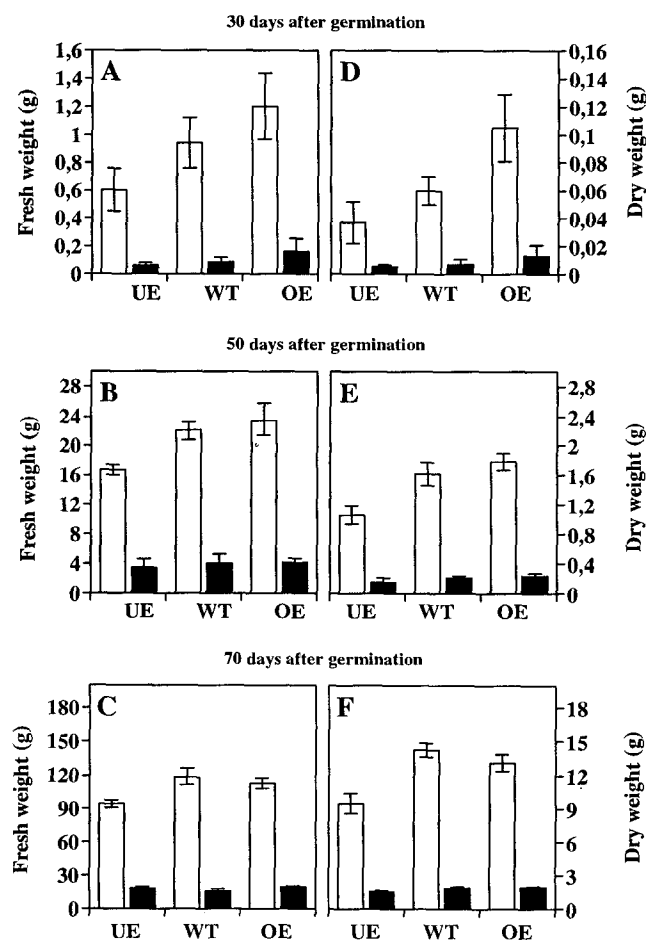 30 days after germination
A
D
Fresh weight (g)
1,6
1,4
1,2
1
0,8
0,6
0,4
0,2
0
0,16
0,14
0,12
0,1
0,08
0,06
0,04
0,02
0
Dry weight (g)
UE WT OE UE WT OE
50 days after germination
B
E
Fresh weight (g)
28
24
20
16
12
8
4
0
2,8
2,4
2
1,6
1,2
0,8
0,4
0
Dry weight (g)
UE WT OE UE WT OE
70 days after germination
C
F
Fresh weight (g)
180
150
120
90
60
30
0
18
15
12
9
6
3
0
Dry weight (g)
UE WT OE UE WT OE